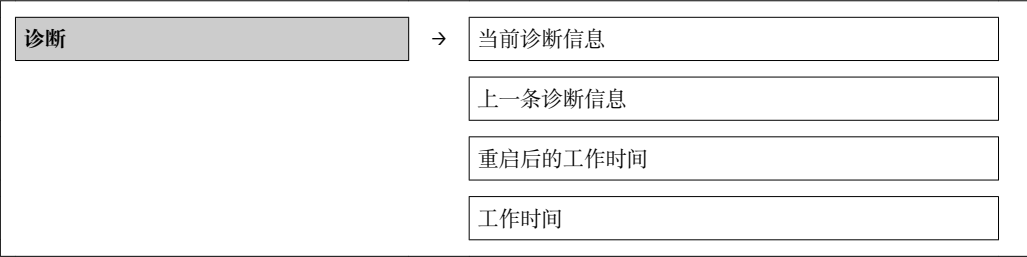 诊断 → 当前诊断信息
上一条诊断信息
重启后的工作时间
工作时间